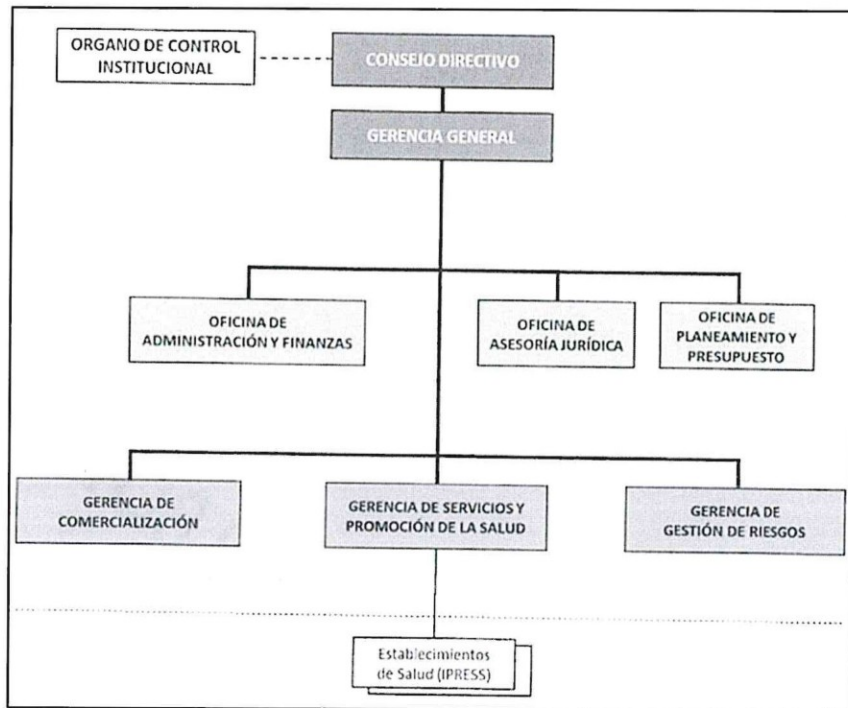 ORGANO DE CONTROL
INSTITUCIONAL
CONSEJO DIRECTIVO
GERENCIA GENERAL
OFICINA DE
ADMINISTRACIÓN Y FINANZAS
OFICINA DE
ASESORÍA JURÍDICA
OFICINA DE
PLANEAMIENTO Y
PRESUPUESTO
GERENCIA DE
COMERCIALIZACIÓN
GERENCIA DE SERVICIOS Y
PROMOCIÓN DE LA SALUD
GERENCIA DE
GESTIÓN DE RIESGOS
Establecimientos
de Salud (IPRESS)